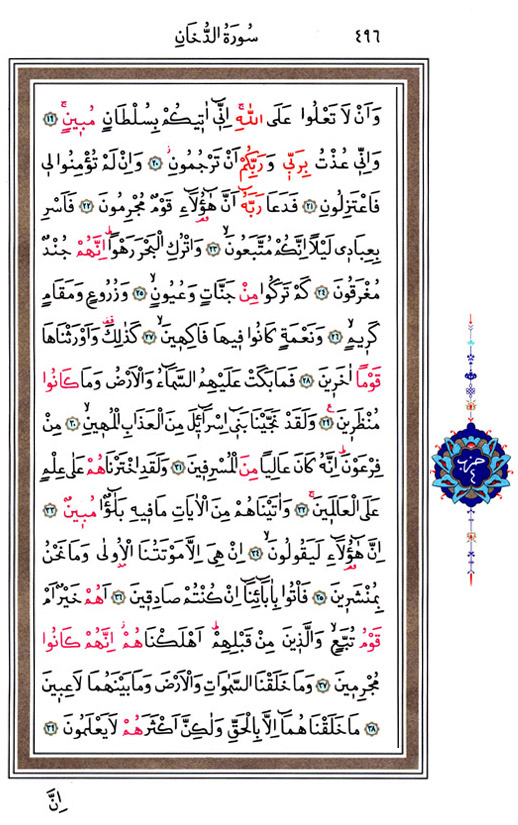 ٤٩٦ سُورَةُ الدُّخَانِ
وَاَنْ لَا تَعْلُوا عَلَى اللّٰهِۚ اِنّ۪ٓي اٰت۪يكُمْ بِسُلْطَانٍ مُب۪ينٍۚ ﴿١٩﴾
وَاِنّ۪ي عُذْتُ بِرَبّ۪ي وَرَبِّكُمْ اَنْ تَرْجُمُونِۘ ﴿٢٠﴾ وَاِنْ لَمْ تُؤْمِنُوا ل۪ي
فَاعْتَزِلُونِ ﴿٢١﴾ فَدَعَا رَبَّهُٓ اَنَّ هٰٓؤُ۬لَٓاءِ قَوْمٌ مُجْرِمُونَ ﴿٢٢﴾ فَاَسْرِ
بِعِبَاد۪ي لَيْلًا اِنَّكُمْ مُتَّبَعُونَۙ ﴿٢٣﴾ وَاتْرُكِ الْبَحْرَ رَهْوًاۜ اِنَّهُمْ جُنْدٌ
مُغْرَقُونَ ﴿٢٤﴾ كَمْ تَرَكُوا مِنْ جَنَّاتٍ وَعُيُونٍۙ ﴿٢٥﴾ وَزُرُوعٍ وَمَقَامٍ
كَر۪يمٍۙ ﴿٢٦﴾ وَنَعْمَةٍ كَانُوا ف۪يهَا فَاكِه۪ينَۙ ﴿٢٧﴾ كَذٰلِكَ۠ وَاَوْرَثْنَاهَا
قَوْمًا اٰخَر۪ينَ ﴿٢٨﴾ فَمَا بَكَتْ عَلَيْهِمُ السَّمَٓاءُ وَالْاَرْضُ وَمَا كَانُوا
مُنْظَر۪ينَ۟ ﴿٢٩﴾ وَلَقَدْ نَجَّيْنَا بَن۪ٓي اِسْرَٓائ۪لَ مِنَ الْعَذَابِ الْمُه۪ينِۙ ﴿٣٠﴾ مِنْ
فِرْعَوْنَۜ اِنَّهُ كَانَ عَالِيًا مِنَ الْمُسْرِف۪ينَ ﴿٣١﴾ وَلَقَدِ اخْتَرْنَاهُمْ عَلٰى عِلْمٍ
عَلَى الْعَالَم۪ينَۚ ﴿٣٢﴾ وَاٰتَيْنَاهُمْ مِنَ الْاٰيَاتِ مَا ف۪يهِ بَلٰٓؤٌ۬ا مُب۪ينٌ ﴿٣٣﴾
اِنَّ هٰٓؤُ۬لَٓاءِ لَيَقُولُونَۙ ﴿٣٤﴾ اِنْ هِيَ اِلَّا مَوْتَتُنَا الْاُو۫لٰى وَمَا نَحْنُ
بِمُنْشَر۪ينَ ﴿٣٥﴾ فَأْتُوا بِاٰبَٓائِنَٓا اِنْ كُنْتُمْ صَادِق۪ينَ ﴿٣٦﴾ اَهُمْ خَيْرٌ اَمْ
قَوْمُ تُبَّعٍۙ وَالَّذ۪ينَ مِنْ قَبْلِهِمْۜ اَهْلَكْنَاهُمْۘ اِنَّهُمْ كَانُوا
مُجْرِم۪ينَ ﴿٣٧﴾ وَمَا خَلَقْنَا السَّمٰوَاتِ وَالْاَرْضَ وَمَا بَيْنَهُمَا لَاعِب۪ينَ
﴿٣٨﴾ مَا خَلَقْنَاهُمَٓا اِلَّا بِالْحَقِّ وَلٰكِنَّ اَكْثَرَهُمْ لَا يَعْلَمُونَ ﴿٣٩﴾
اِنَّ
حزب
٤